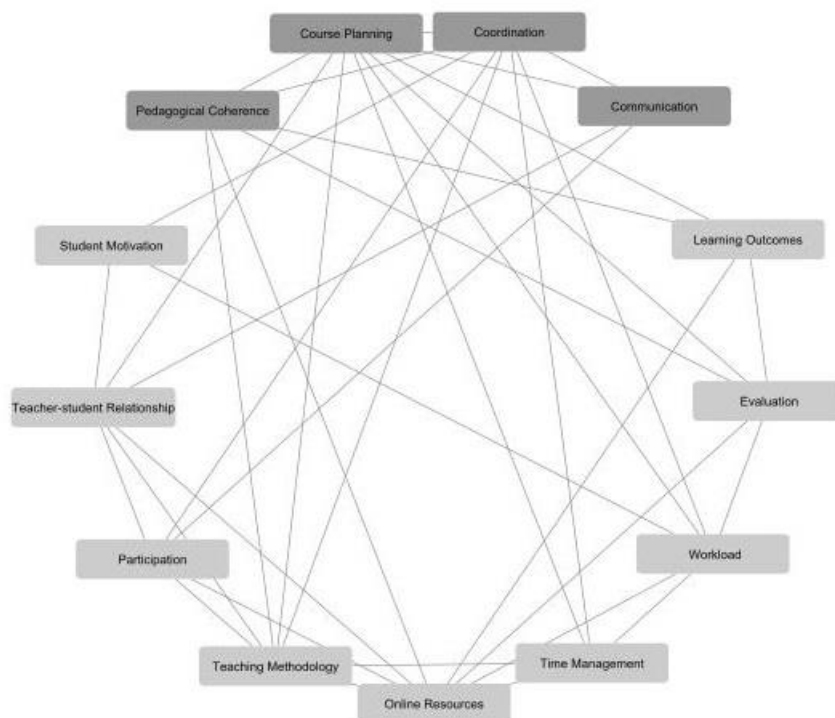 Course Planning
Coordination
Pedagogical Coherence
Communication
Student Motivation
Learning Outcomes
Teacher-student Relationship
Evaluation
Participation
Workload
Teaching Methodology
Time Management
Online Resources